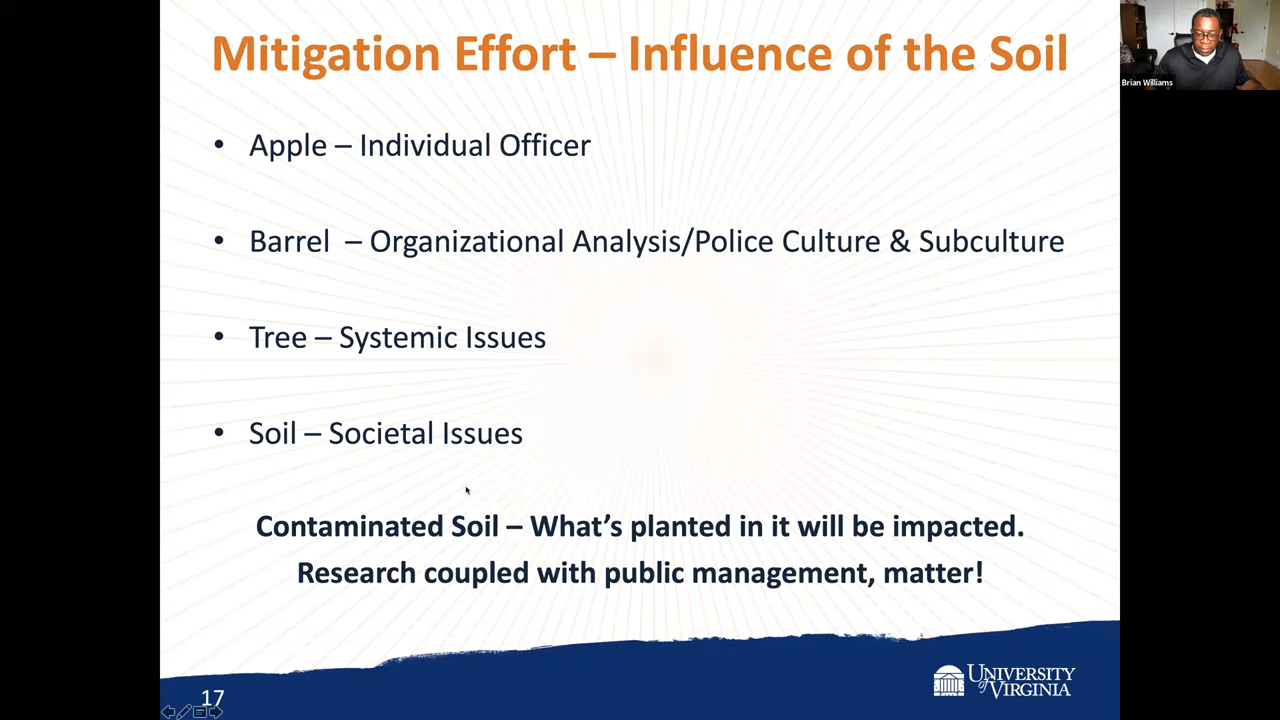 Mitigation Effort – Influence of the Soil
Brian Williams
• Apple – Individual Officer
• Barrel – Organizational Analysis/Police Culture & Subculture
• Tree – Systemic Issues
• Soil – Societal Issues
Contaminated Soil – What’s planted in it will be impacted.
Research coupled with public management, matter!
17
UNIVERSITY
of VIRGINIA